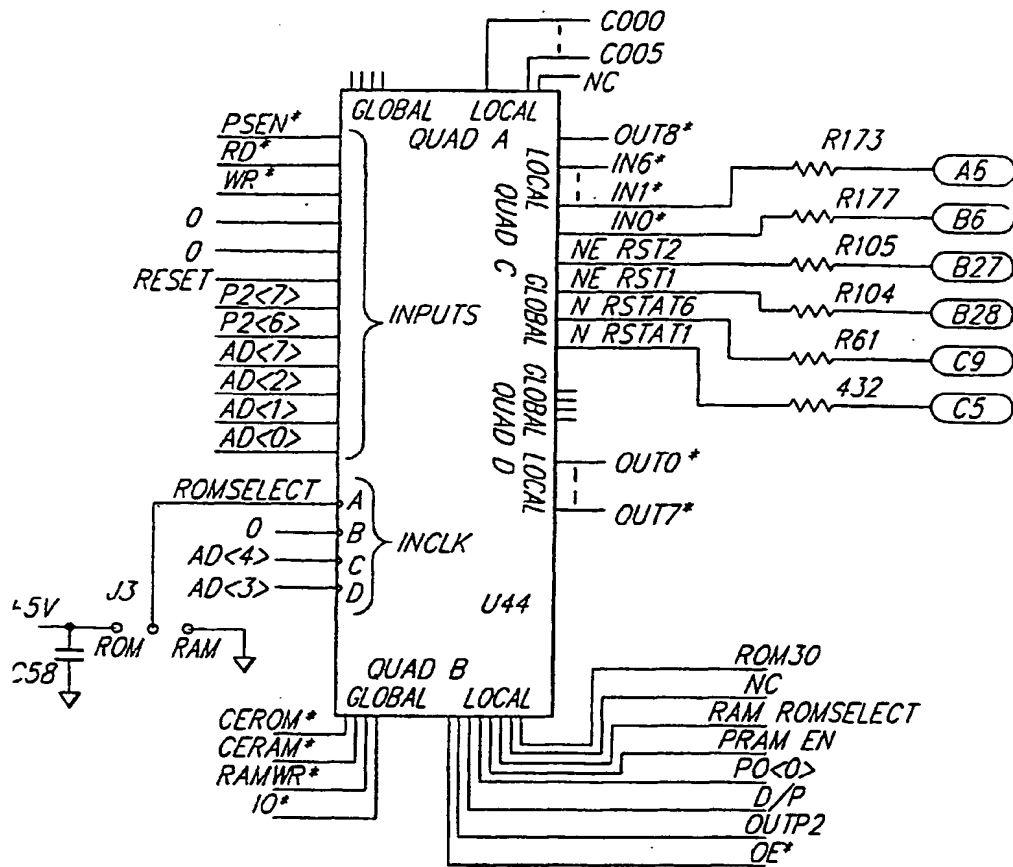 C000
C005
NC
GLOBAL LOCAL
QUAD A
PSEN*
RD*
WR*
0
0
RESET
P2<7>
P2<6>
AD<7>
AD<2>
AD<1>
AD<0>
INPUTS
LOCAL
QUAD C
GLOBAL
GLOBAL
QUAD D
LOCAL
OUT8*
IN6*
IN1*
IN0*
NE RST2
NE RST1
N RSTAT6
N RSTAT1
R173
A6
R177
B6
R105
B27
R104
B28
R61
C9
432
C5
OUT0*
OUT7*
ROMSELECT
A
0
B
AD<4>
C
AD<3>
D
INCLK
J3
5V
ROM
RAM
C58
U44
QUAD B
GLOBAL LOCAL
CEROM*
CERAM*
RAMWR*
IO*
ROM30
NC
RAM ROMSELECT
PRAM EN
PO<0>
D/P
OUTP2
OE*